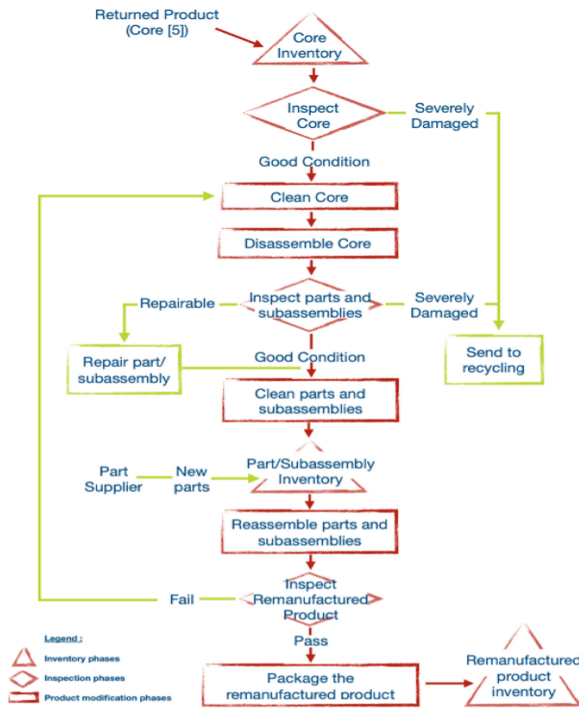 Returned Product
(Core [5])
Core
Inventory
Inspect
Core
Severely
Damaged
Good Condition
Clean Core
Disassemble Core
Repairable
Inspect parts and
subassemblies
Severely
Damaged
Repair part/
subassembly
Good Condition
Send to
recycling
Clean parts and
subassemblies
Part
Supplier
New
parts
Part/Subassembly
Inventory
Reassemble parts and
subassemblies
Fail
Inspect
Remanufactured
Product
Pass
Legend :
Inventory phases
Inspection phases
Product modification phases
Package the
remanufactured product
Remanufactured
product
inventory